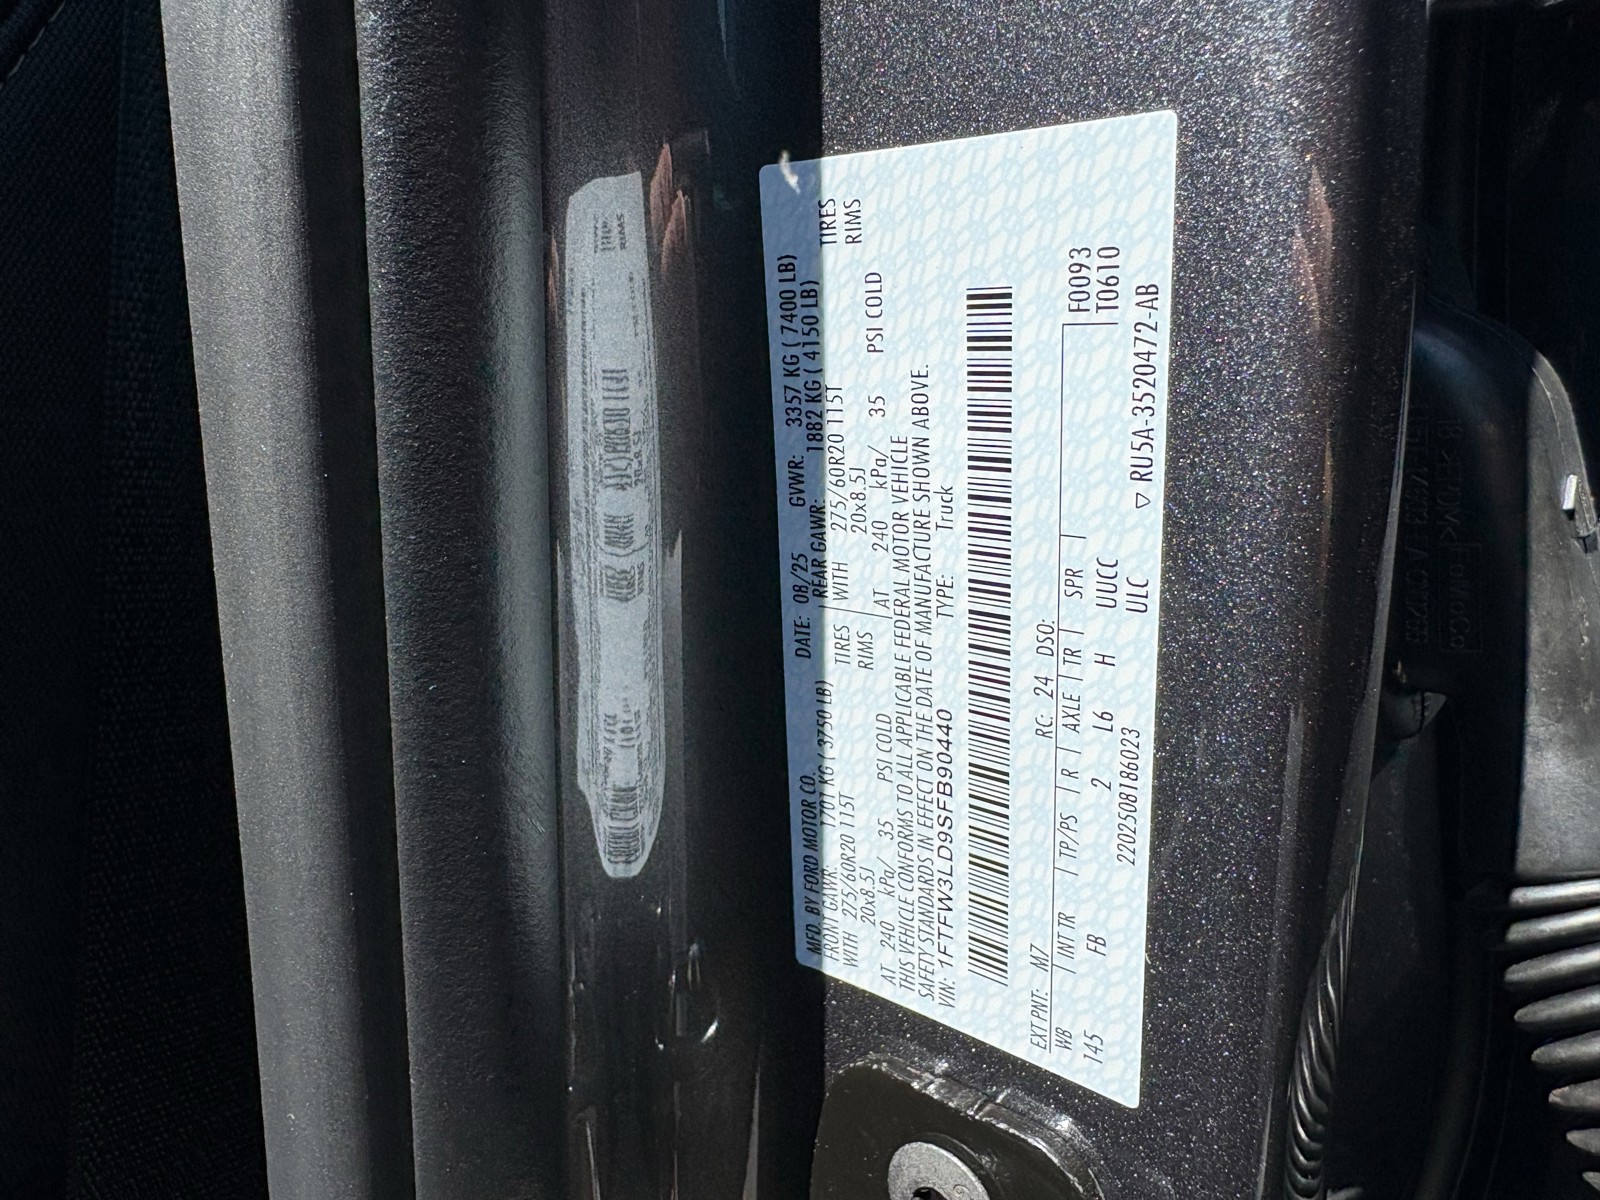 MFD. BY FORD MOTOR CO. DATE: 08/25 GVWR: 3357 KG ( 7400 LB)
FRONT GAWR: 1701 KG ( 3750 LB) REAR GAWR: 1882 KG ( 4150 LB)
WITH 275/60R20 115T TIRES WITH 275/60R20 115T TIRES
20x8.5J RIMS 20x8.5J RIMS
AT 240 kPa/ 35 PSI COLD AT 240 kPa/ 35 PSI COLD
THIS VEHICLE CONFORMS TO ALL APPLICABLE FEDERAL MOTOR VEHICLE
SAFETY STANDARDS IN EFFECT ON THE DATE OF MANUFACTURE SHOWN ABOVE.
VIN: 1FTFW3LD9SFB90440 TYPE: Truck
EXT PNT: M7 RC: 24 DSO:
WB INT TR TP/PS R AXLE TR SPR F0093
145 FB 2 L6 H UUCC T0610
2202508186023 ULC
▽ RU5A-3520472-AB